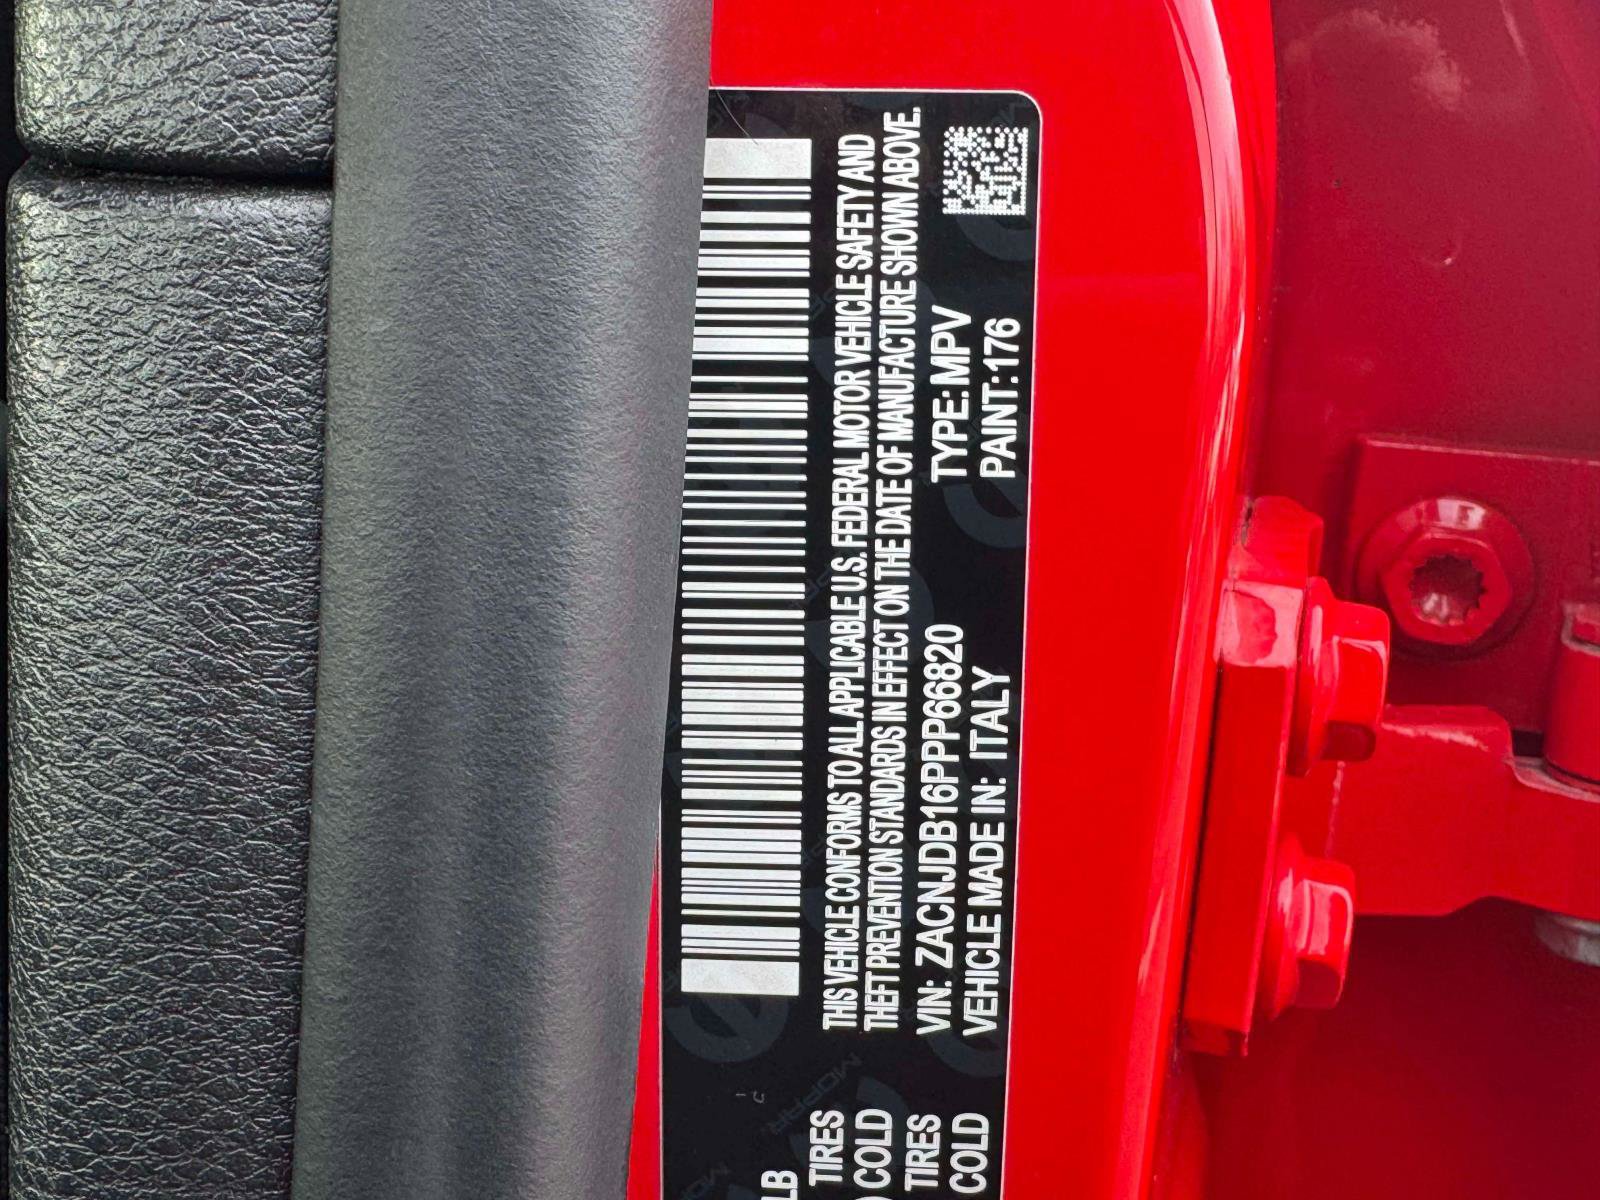 THIS VEHICLE CONFORMS TO ALL APPLICABLE U.S. FEDERAL MOTOR VEHICLE SAFETY AND
THEFT PREVENTION STANDARDS IN EFFECT ON THE DATE OF MANUFACTURE SHOWN ABOVE.
VIN: ZACNJDB16PPP66820 TYPE: MPV
VEHICLE MADE IN: ITALY PAINT:176
LB
TIRES
COLD
TIRES
COLD
MOPAR